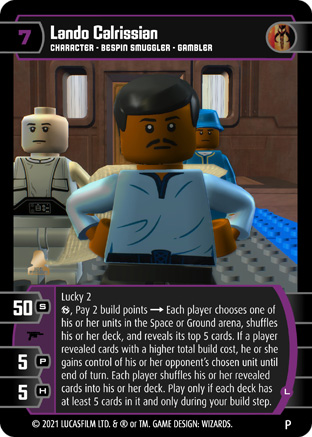 7
Lando Calrissian
CHARACTER - BESPIN SMUGGLER - GAMBLER
50 S
5 P
5 H
Lucky 2
, Pay 2 build points → Each player chooses one of
his or her units in the Space or Ground arena, shuffles
his or her deck, and reveals its top 5 cards. If a player
revealed cards with a higher total build cost, he or she
gains control of his or her opponent's chosen unit until
end of turn. Each player shuffles his or her revealed
cards into his or her deck. Play only if each deck has
at least 5 cards in it and only during your build step.
L
© 2021 LUCASFILM LTD. & ® or TM. GAME DESIGN: WIZARDS.
P